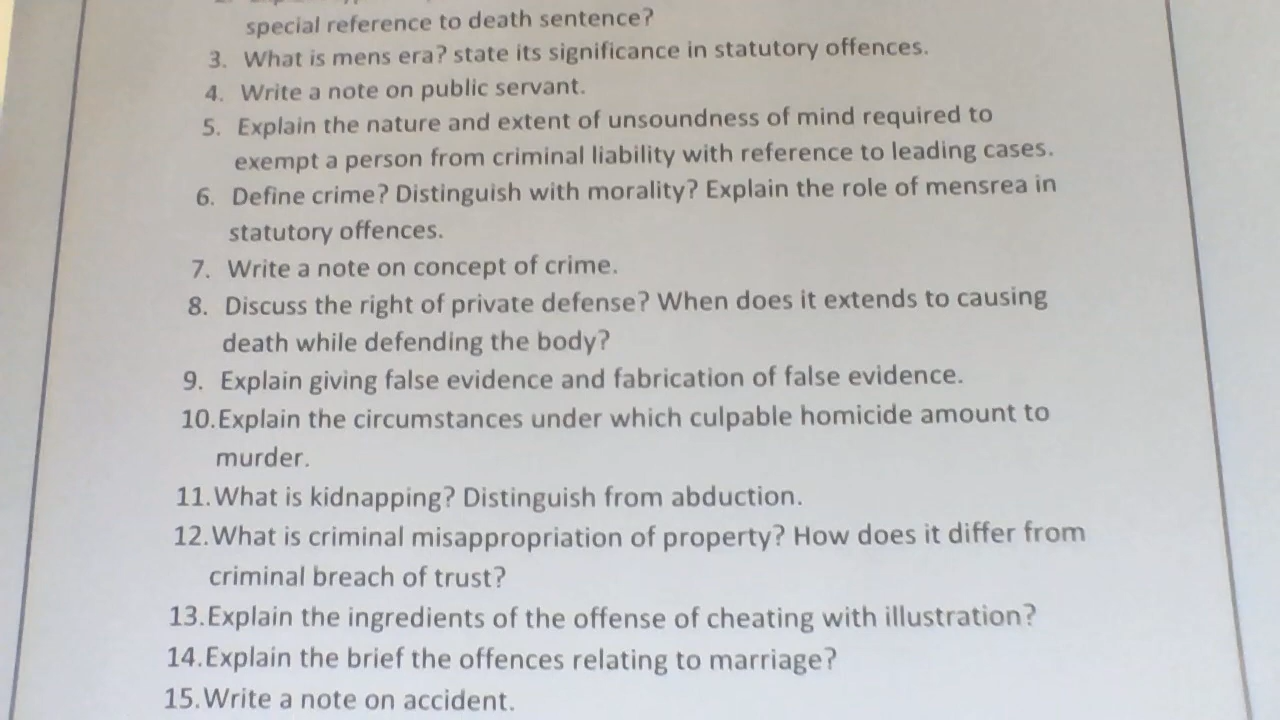 special reference to death sentence?
3. What is mens era? state its significance in statutory offences.
4. Write a note on public servant.
5. Explain the nature and extent of unsoundness of mind required to
exempt a person from criminal liability with reference to leading cases.
6. Define crime? Distinguish with morality? Explain the role of mensrea in
statutory offences.
7. Write a note on concept of crime.
8. Discuss the right of private defense? When does it extends to causing
death while defending the body?
9. Explain giving false evidence and fabrication of false evidence.
10.Explain the circumstances under which culpable homicide amount to
murder.
11.What is kidnapping? Distinguish from abduction.
12.What is criminal misappropriation of property? How does it differ from
criminal breach of trust?
13.Explain the ingredients of the offense of cheating with illustration?
14.Explain the brief the offences relating to marriage?
15.Write a note on accident.